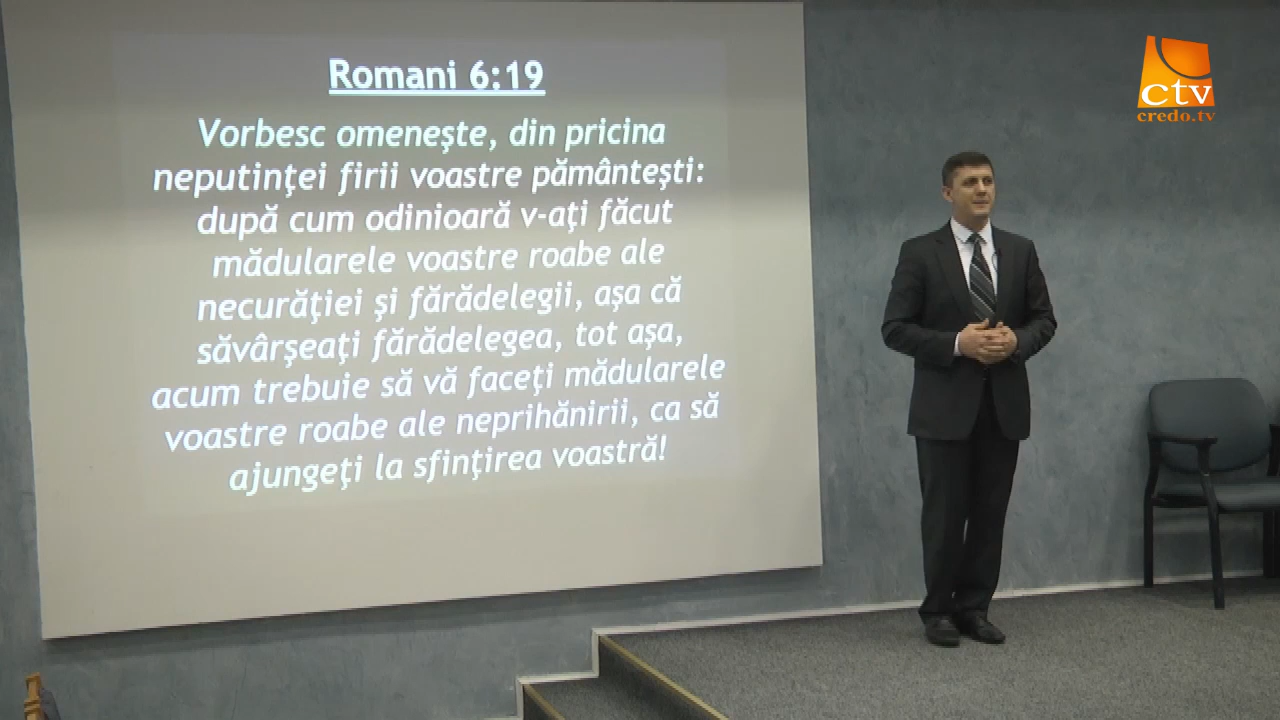 Romani 6:19
Vorbesc omeneşte, din pricina
neputinţei firii voastre pământeşti:
după cum odinioară v-aţi făcut
mădularele voastre roabe ale
necurăţiei şi fărădelegii, aşa că
săvârşeaţi fărădelegea, tot aşa,
acum trebuie să vă faceţi mădularele
voastre roabe ale neprihănirii, ca să
ajungeţi la sfinţirea voastră!
ctv
credo.tv